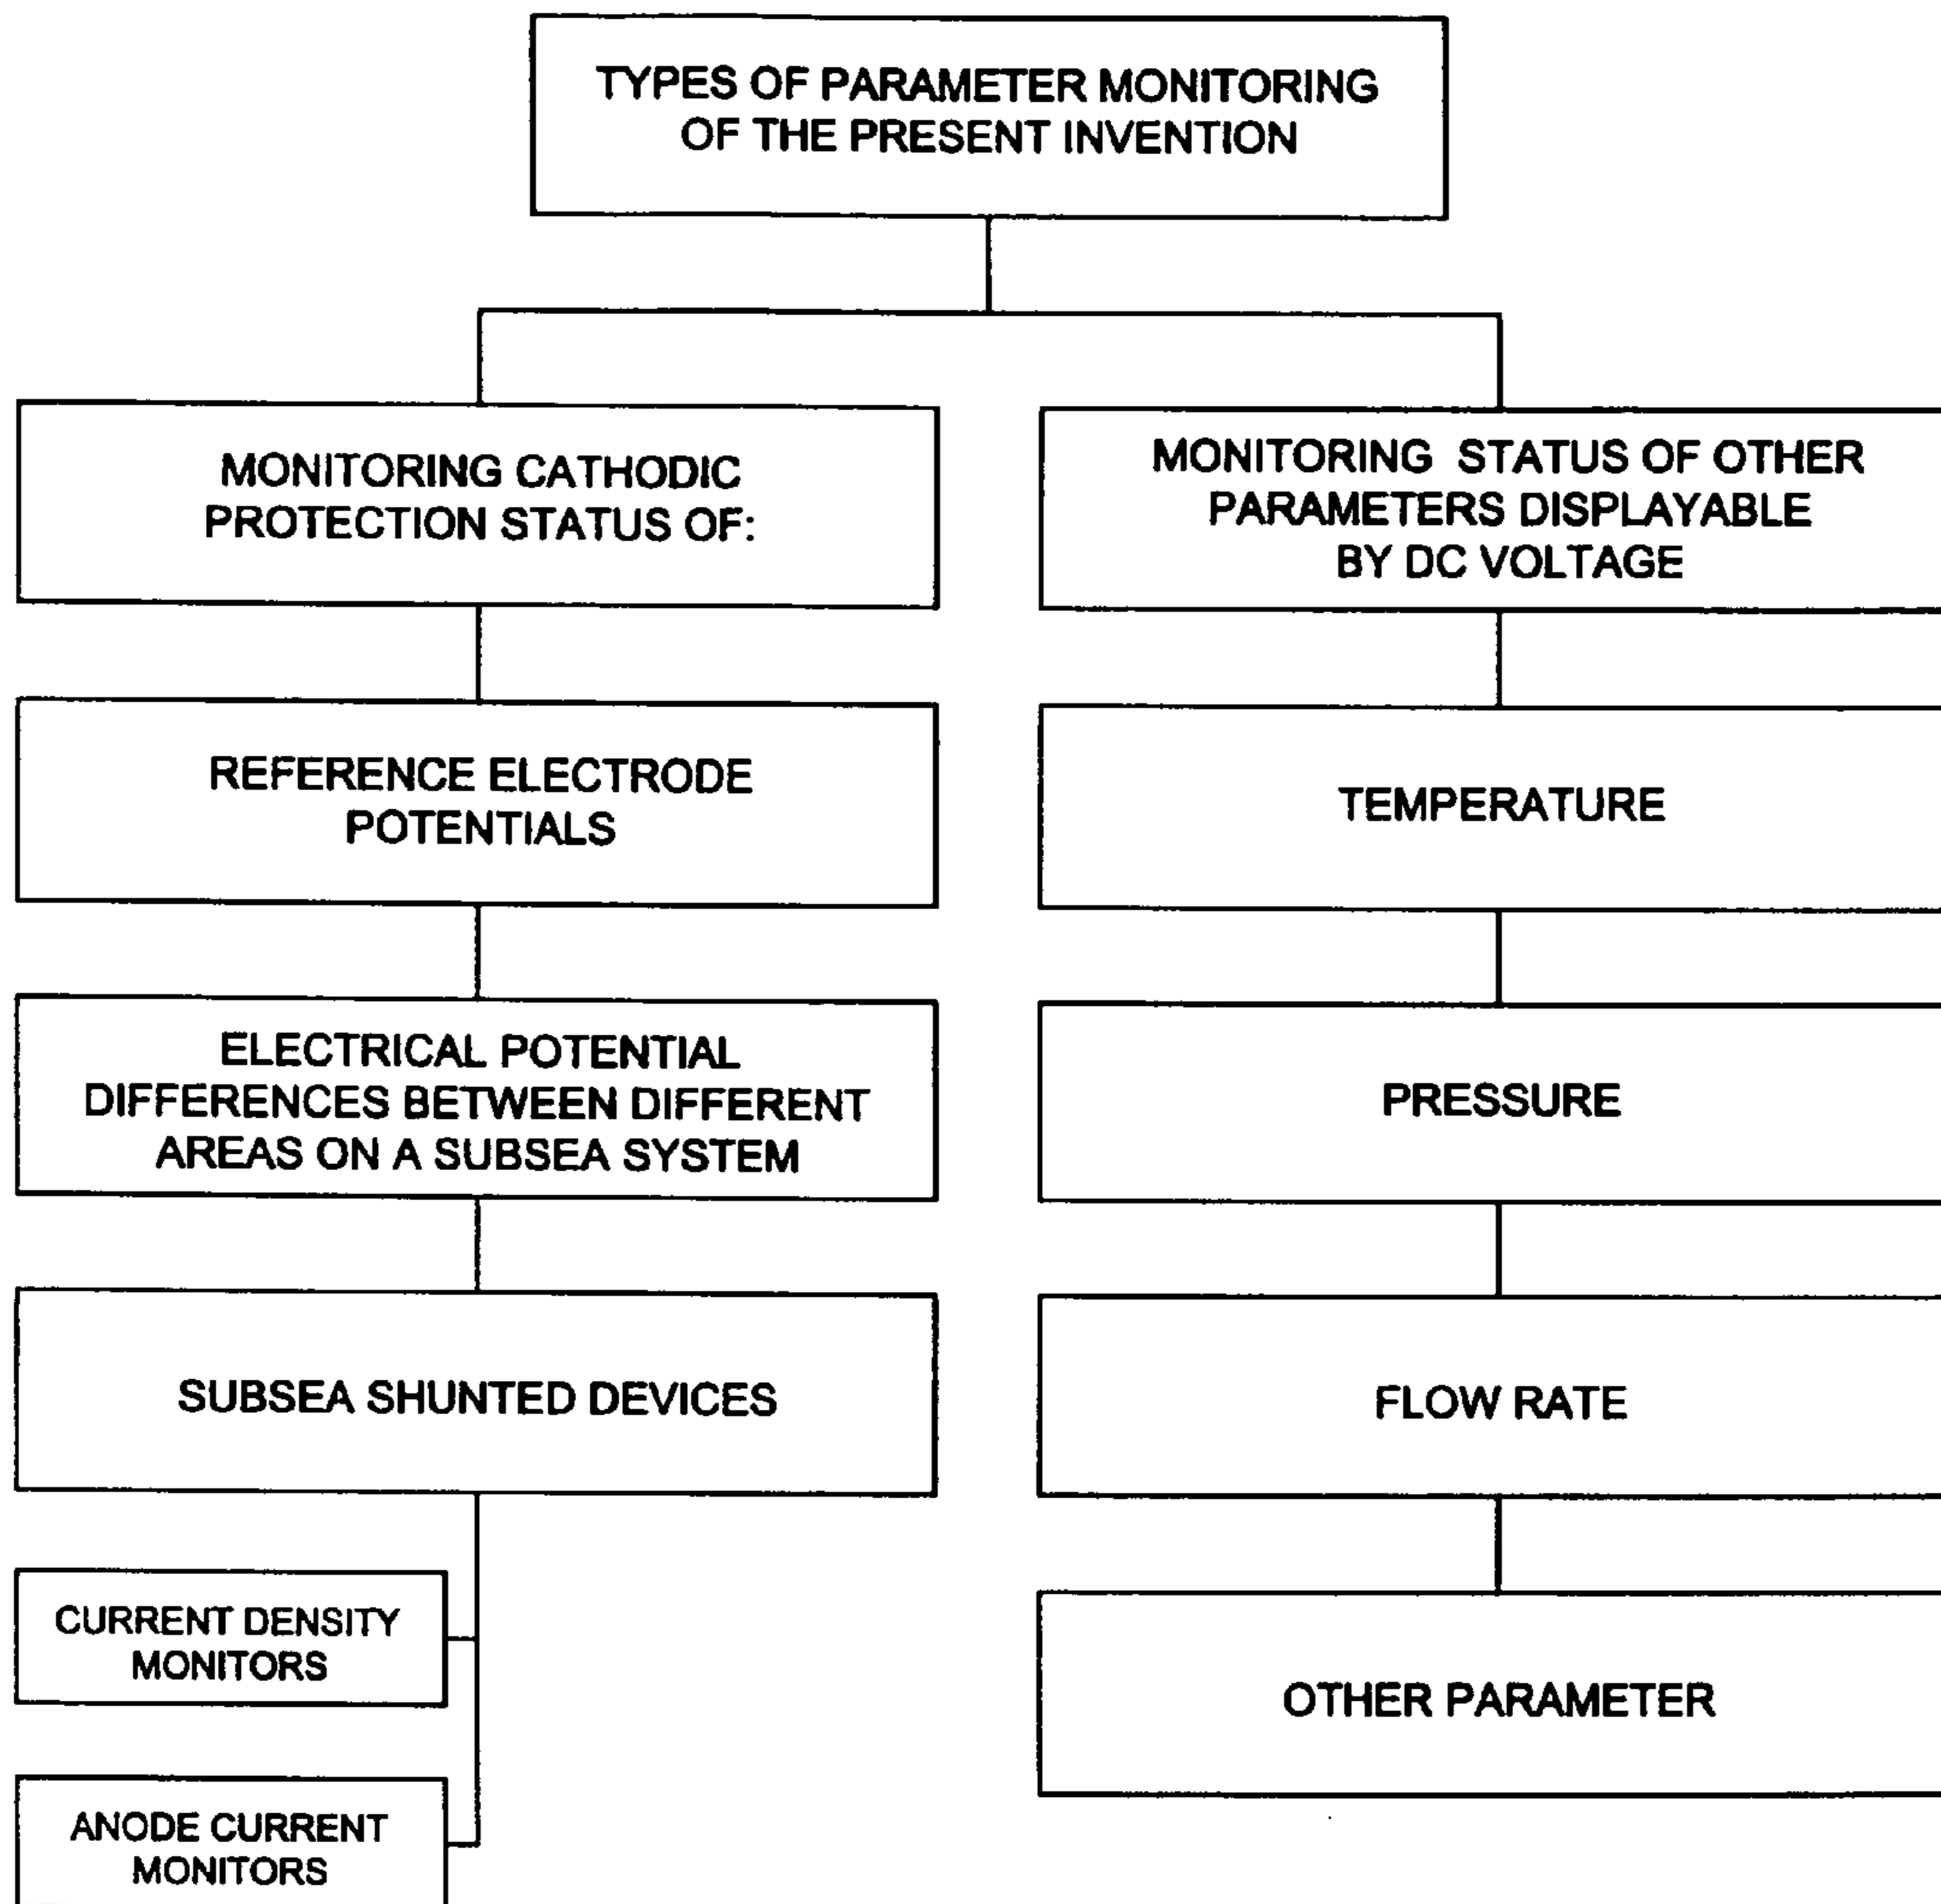 TYPES OF PARAMETER MONITORING
OF THE PRESENT INVENTION
MONITORING CATHODIC
PROTECTION STATUS OF:
REFERENCE ELECTRODE
POTENTIALS
ELECTRICAL POTENTIAL
DIFFERENCES BETWEEN DIFFERENT
AREAS ON A SUBSEA SYSTEM
SUBSEA SHUNTED DEVICES
CURRENT DENSITY
MONITORS
ANODE CURRENT
MONITORS
MONITORING STATUS OF OTHER
PARAMETERS DISPLAYABLE
BY DC VOLTAGE
TEMPERATURE
PRESSURE
FLOW RATE
OTHER PARAMETER